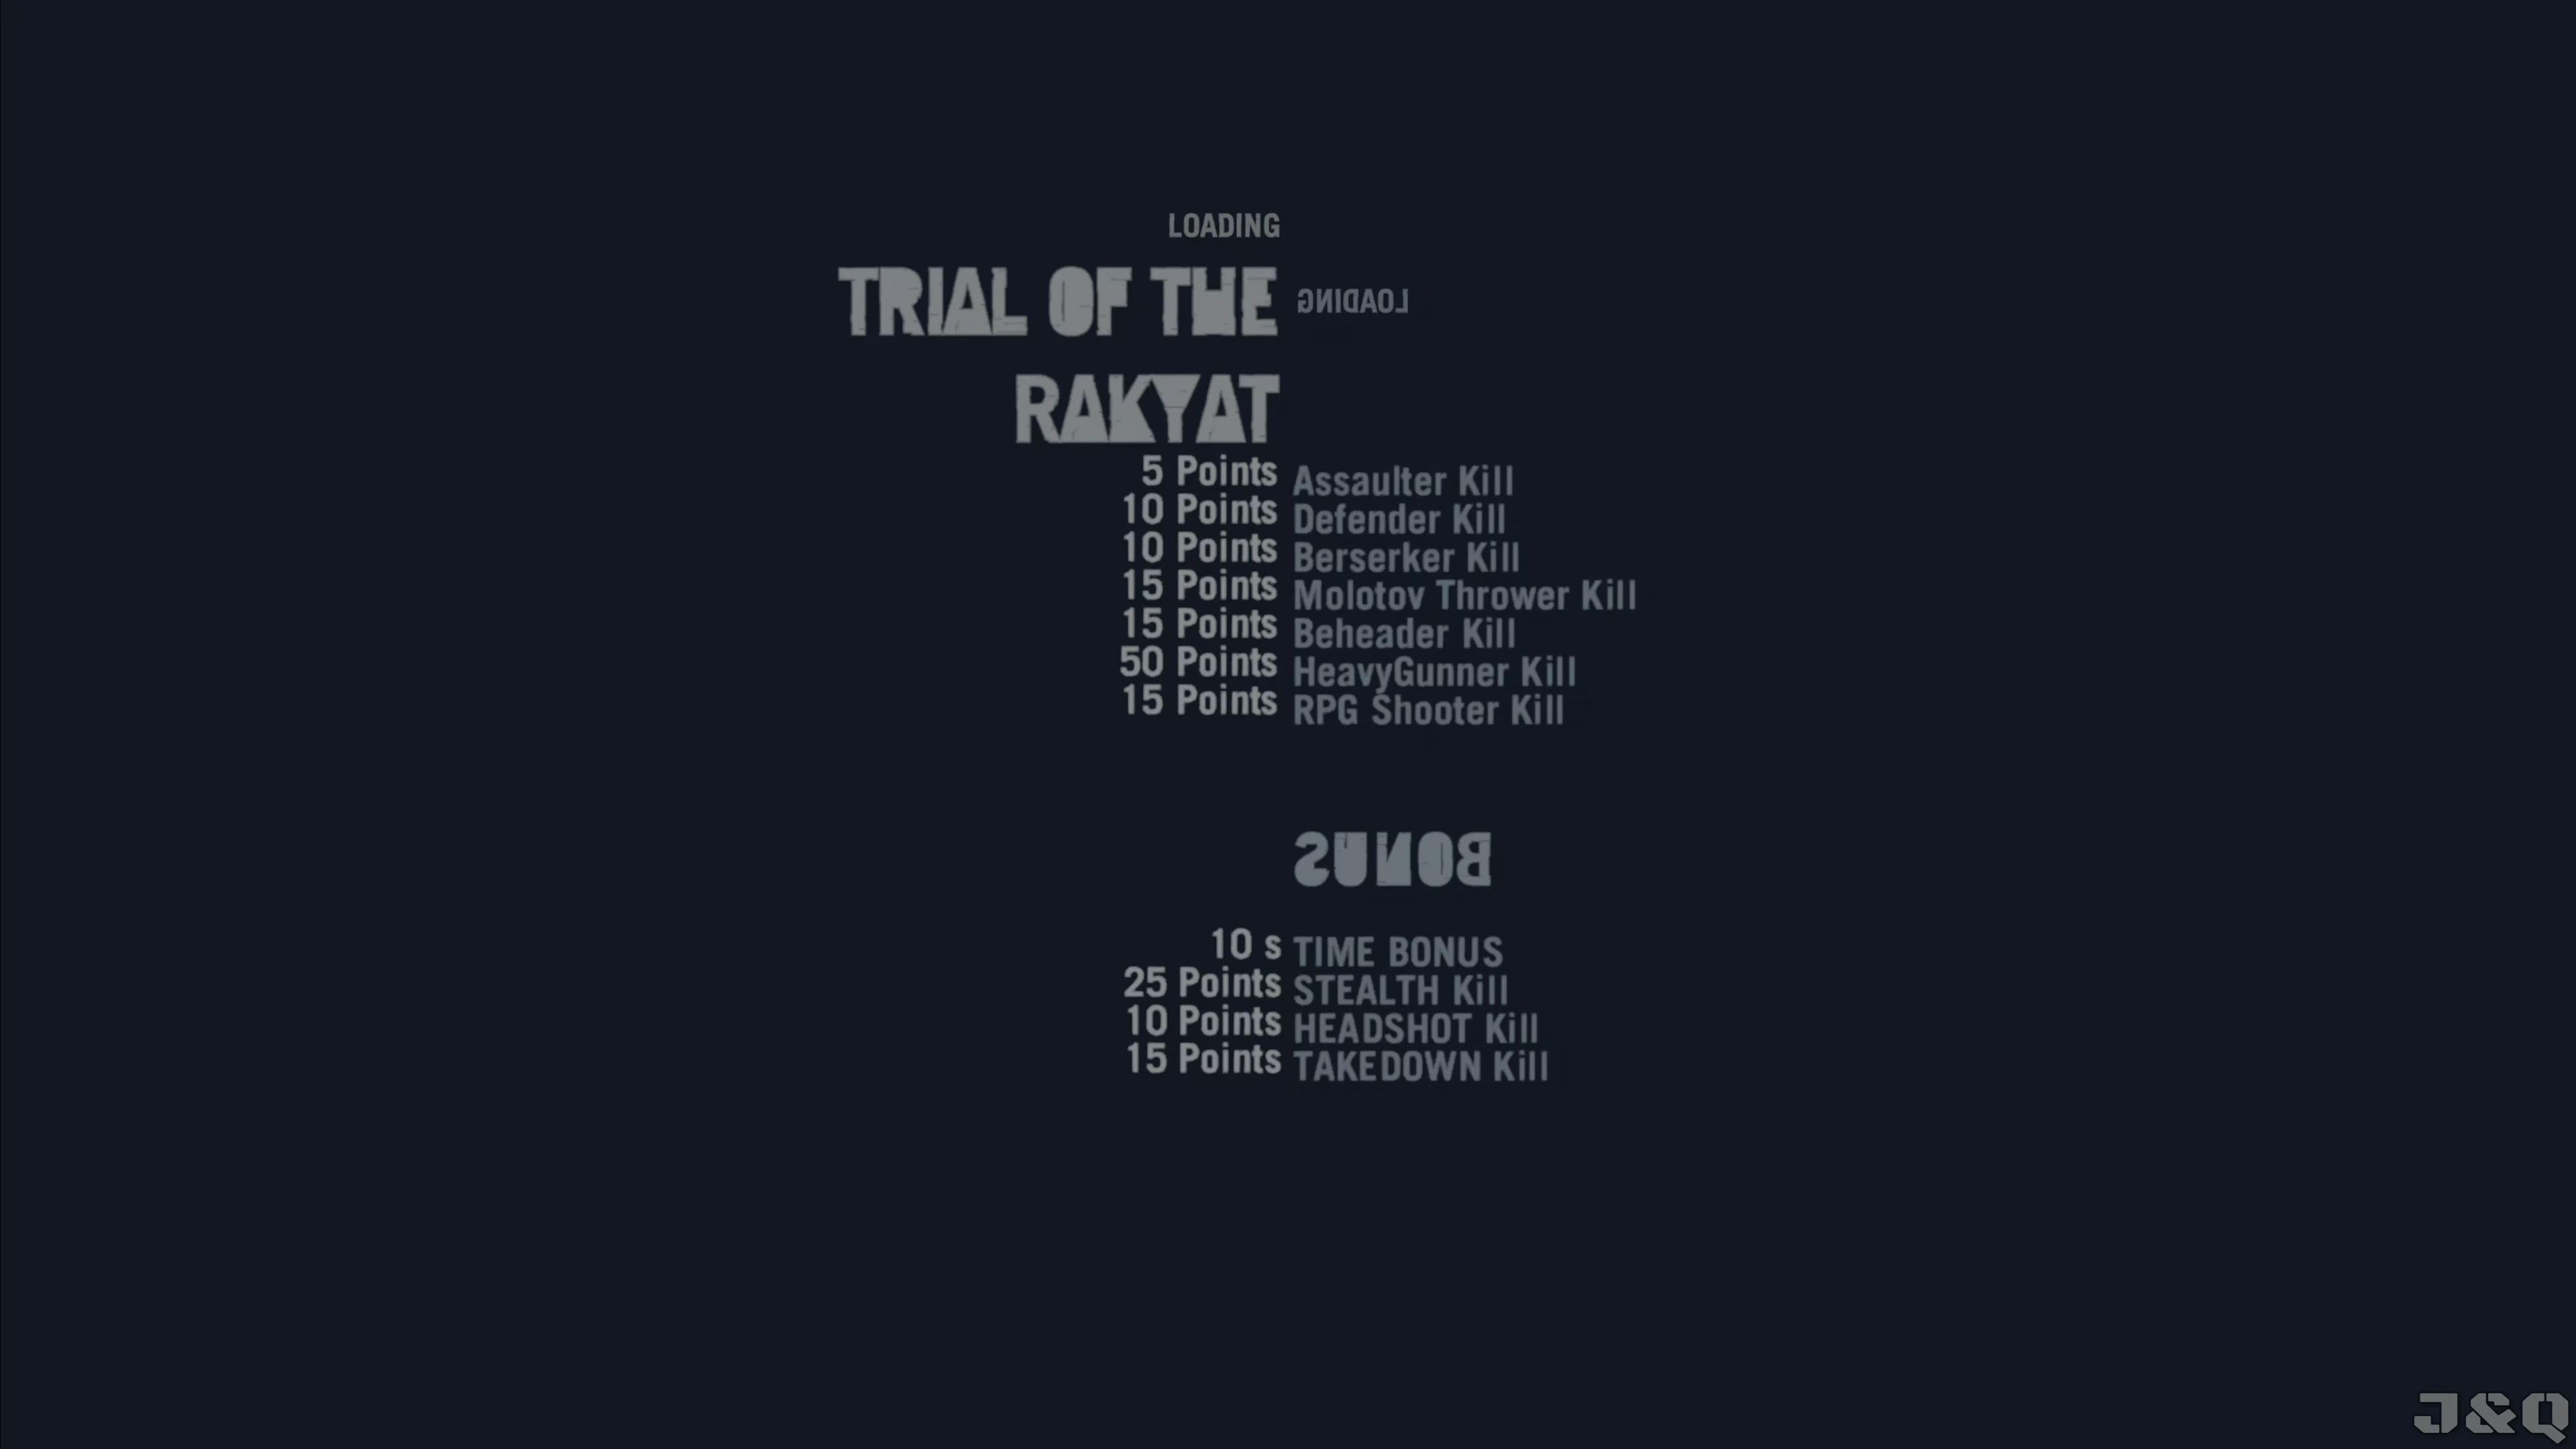 LOADING
TRIAL OF THE
LOADING
RAKYAT
5 Points Assaulter Kill
10 Points Defender Kill
10 Points Berserker Kill
15 Points Molotov Thrower Kill
15 Points Beheader Kill
50 Points HeavyGunner Kill
15 Points RPG Shooter Kill
BONUS
10 s TIME BONUS
25 Points STEALTH Kill
10 Points HEADSHOT Kill
15 Points TAKEDOWN Kill
J&Q